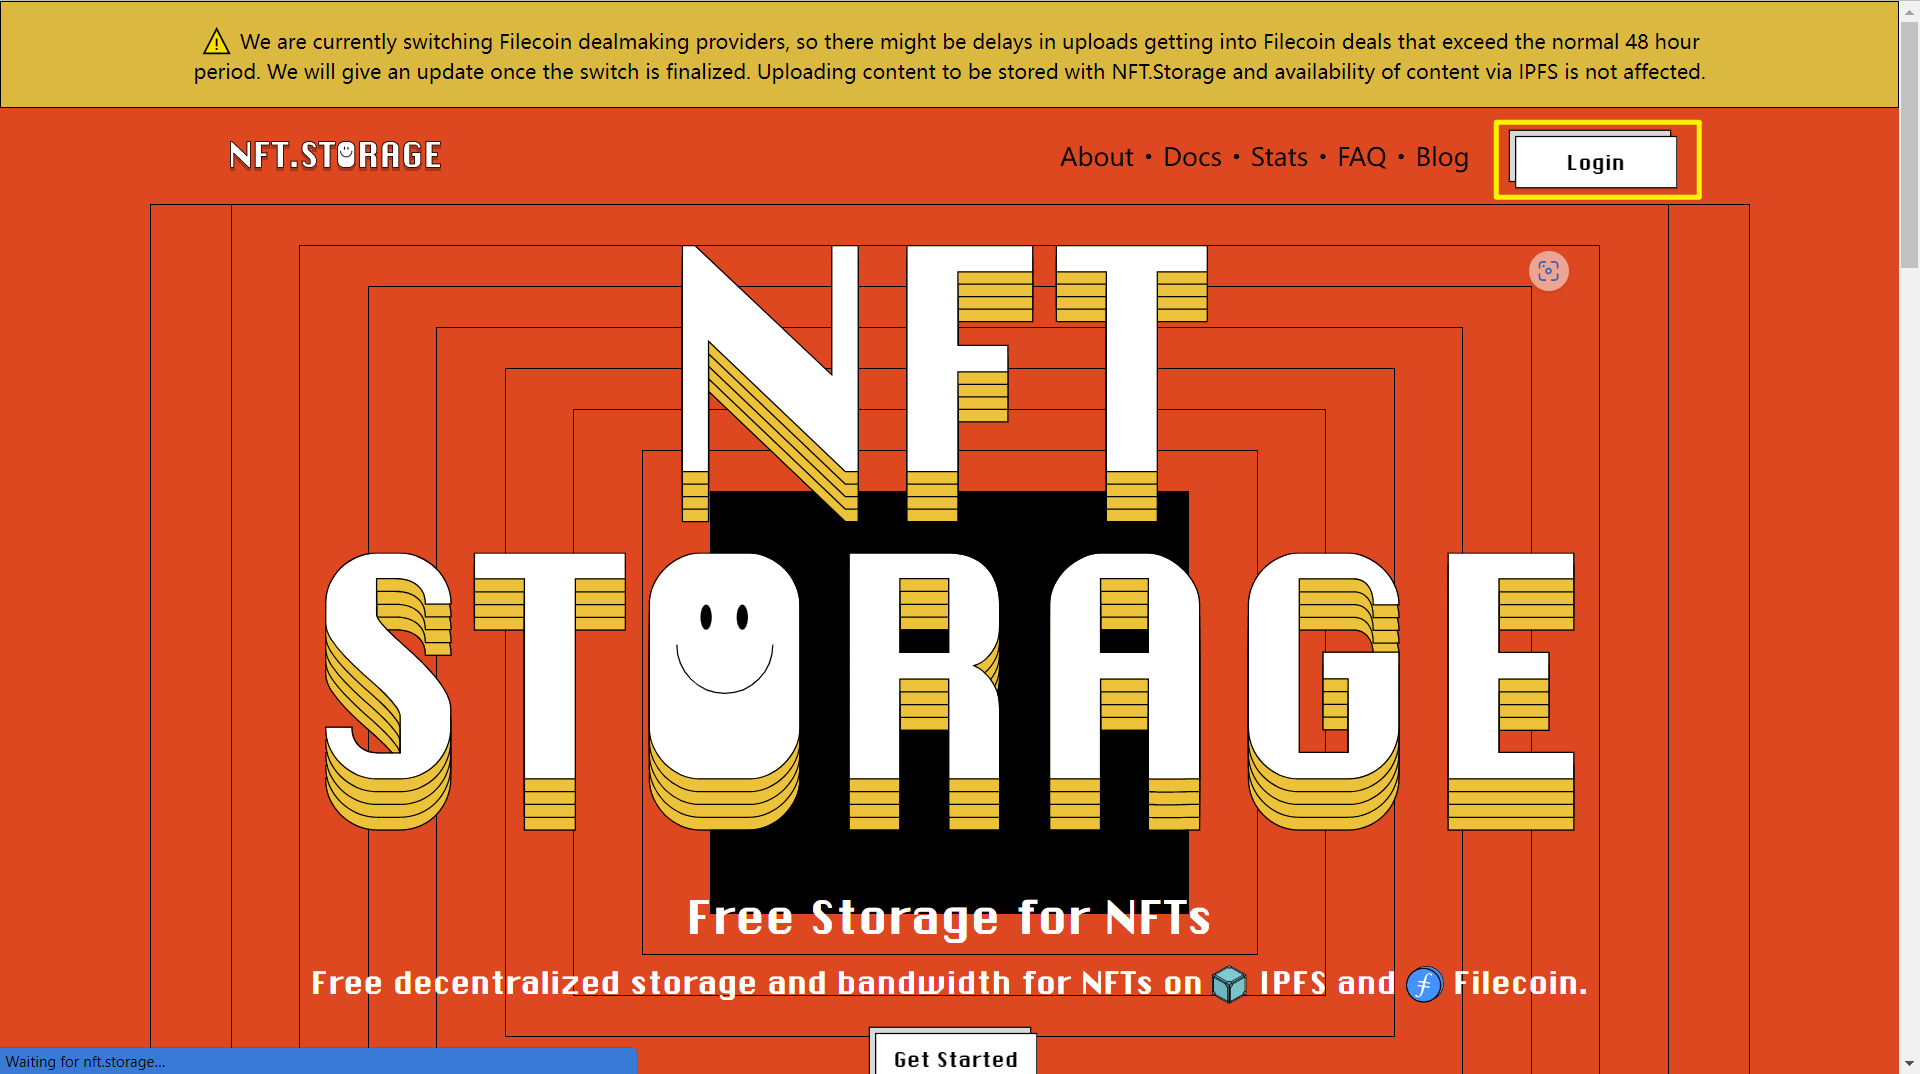 ⚠ We are currently switching Filecoin dealmaking providers, so there might be delays in uploads getting into Filecoin deals that exceed the normal 48 hour
period. We will give an update once the switch is finalized. Uploading content to be stored with NFT.Storage and availability of content via IPFS is not affected.
NFT.STORAGE
About • Docs • Stats • FAQ • Blog
Login
NFT
STORAGE
Free Storage for NFTs
Free decentralized storage and bandwidth for NFTs on IPFS and Filecoin.
Get Started
Waiting for nft.storage...